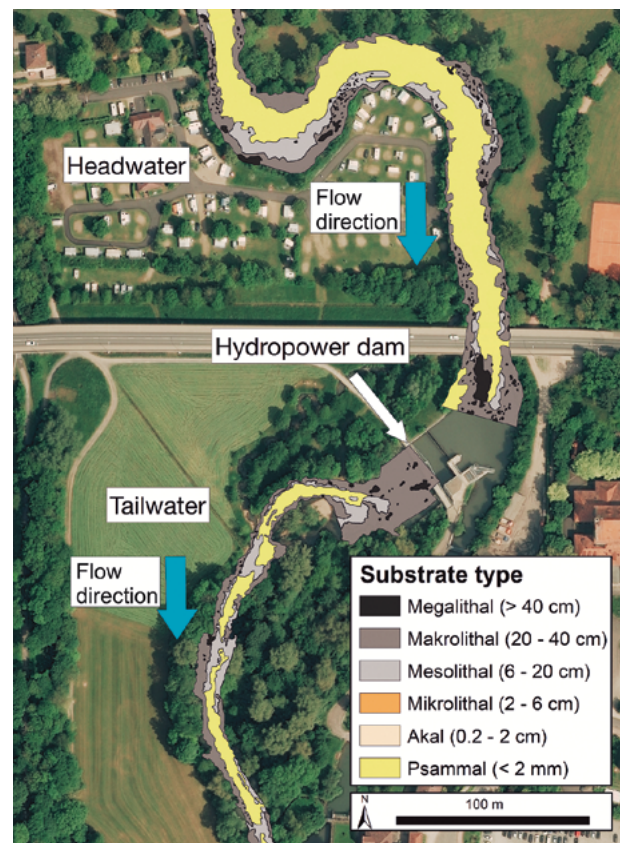 Headwater
Flow
direction
Hydropower dam
Tailwater
Flow
direction
Substrate type
Megalithal (> 40 cm)
Makrolithal (20 - 40 cm)
Mesolithal (6 - 20 cm)
Mikrolithal (2 - 6 cm)
Akal (0.2 - 2 cm)
Psammal (< 2 mm)
N
100 m